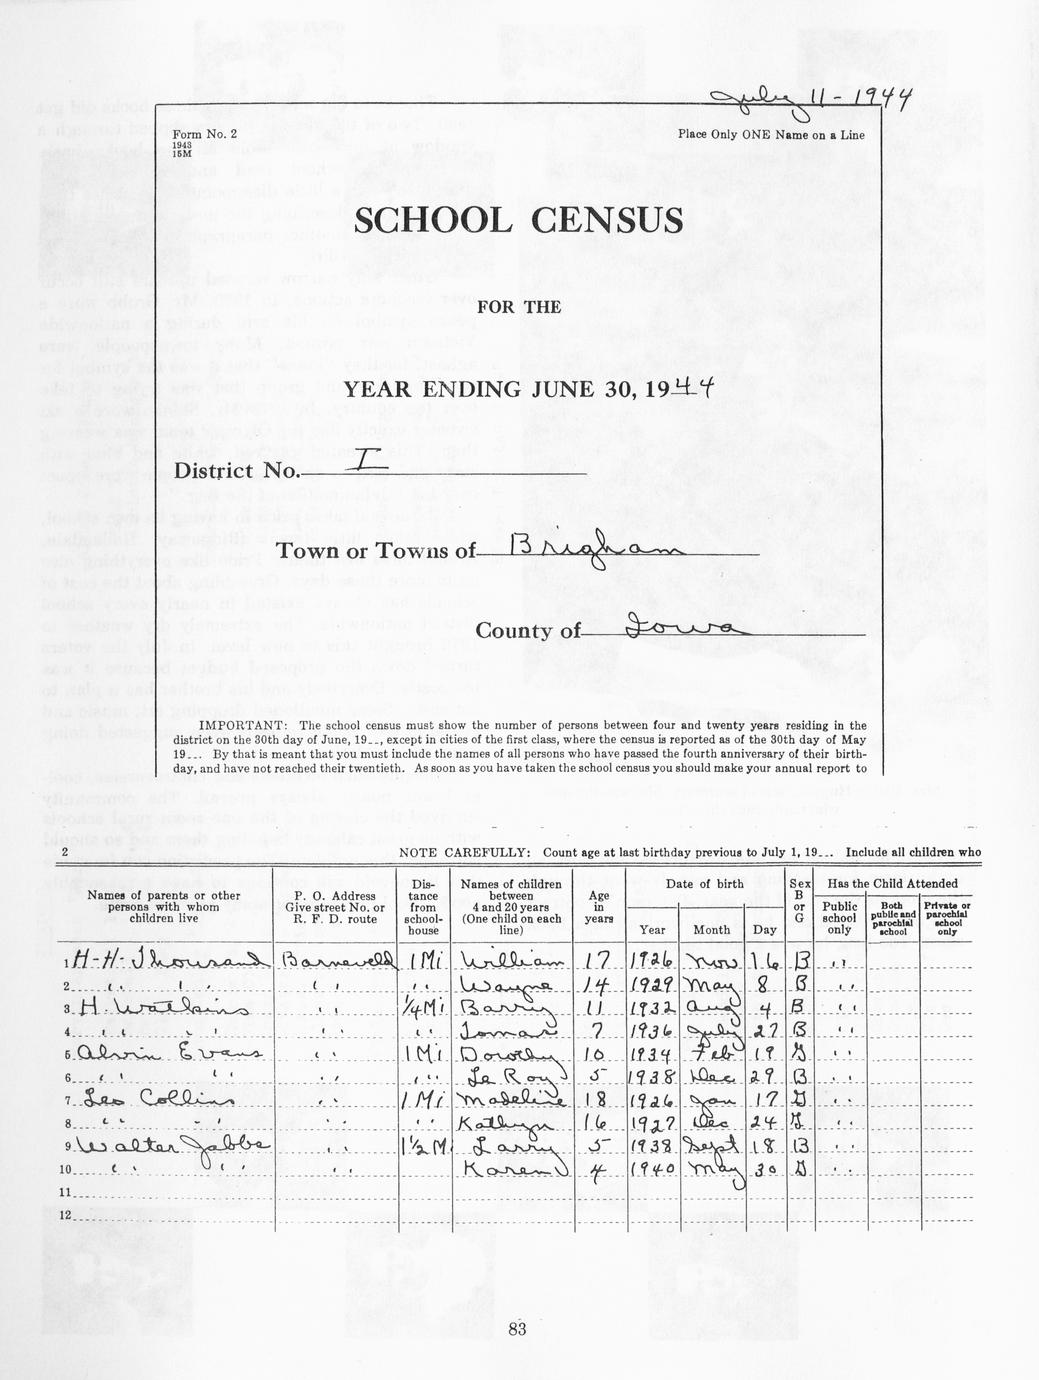 July 11-1944
Form No. 2
1943
15M
Place Only ONE Name on a Line
SCHOOL CENSUS
FOR THE
YEAR ENDING JUNE 30, 1944
District No. I
Town or Towns of Brigham
County of Iowa
IMPORTANT: The school census must show the number of persons between four and twenty years residing in the
district on the 30th day of June, 19__, except in cities of the first class, where the census is reported as of the 30th day of May
19__. By that is meant that you must include the names of all persons who have passed the fourth anniversary of their birth-
day, and have not reached their twentieth. As soon as you have taken the school census you should make your annual report to
2 NOTE CAREFULLY: Count age at last birthday previous to July 1, 19__. Include all children who
Names of parents or other persons with whom children live
P. O. Address Give street No. or R. F. D. route
Dis-tance from school-house
Names of children between 4 and 20 years (One child on each line)
Age in years
Date of birth
Year Month Day
Sex B or G
Has the Child Attended
Public school only
Both public and parochial school
Private or parochial school only
1 H-H-Thousand Barneveld 1 Mi William 17 1926 Nov 16 B " 
2 " " " " Wayne 14 1929 May 8 B "
3 H. Watkins " 1/4 Mi Barry 11 1932 Aug 4 B "
4 " " " " Tomas 7 1936 July 27 B "
5 Alvin Evans " 1 Mi Dorothy 10 1934 Feb 19 G "
6 " " " " Le Roy 5 1938 Dec 29 B "
7 Leo Collins " 1 Mi Madeline 18 1926 Jan 17 G "
8 " " " " Kathryn 16 1927 Dec 24 G "
9 Walter Jabbe " 1 1/2 M Larry 5 1938 Sept 18 B "
10 " " " Karen 4 1940 May 30 G "
11
12
83